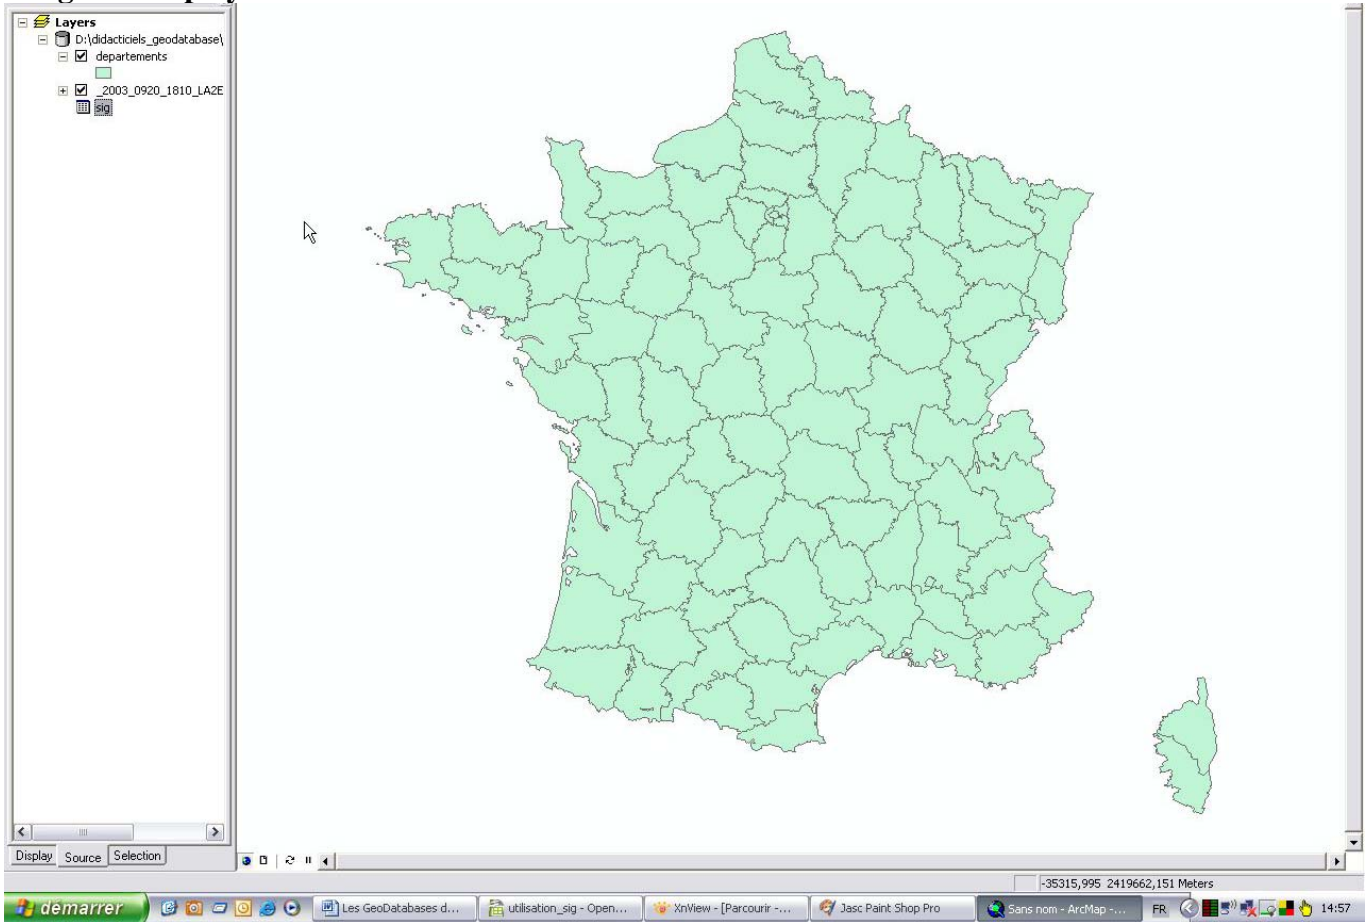 Layers
D:\didacticiels_geodatabase\
departements
_2003_0920_1810_LA2E
sig
Display Source Selection
-35315,995 2419662,151 Meters
démarrer Les GeoDatabases d... utilisation_sig - Open... XnView - [Parcourir -... Jasc Paint Shop Pro Sans nom - ArcMap -... FR 14:57